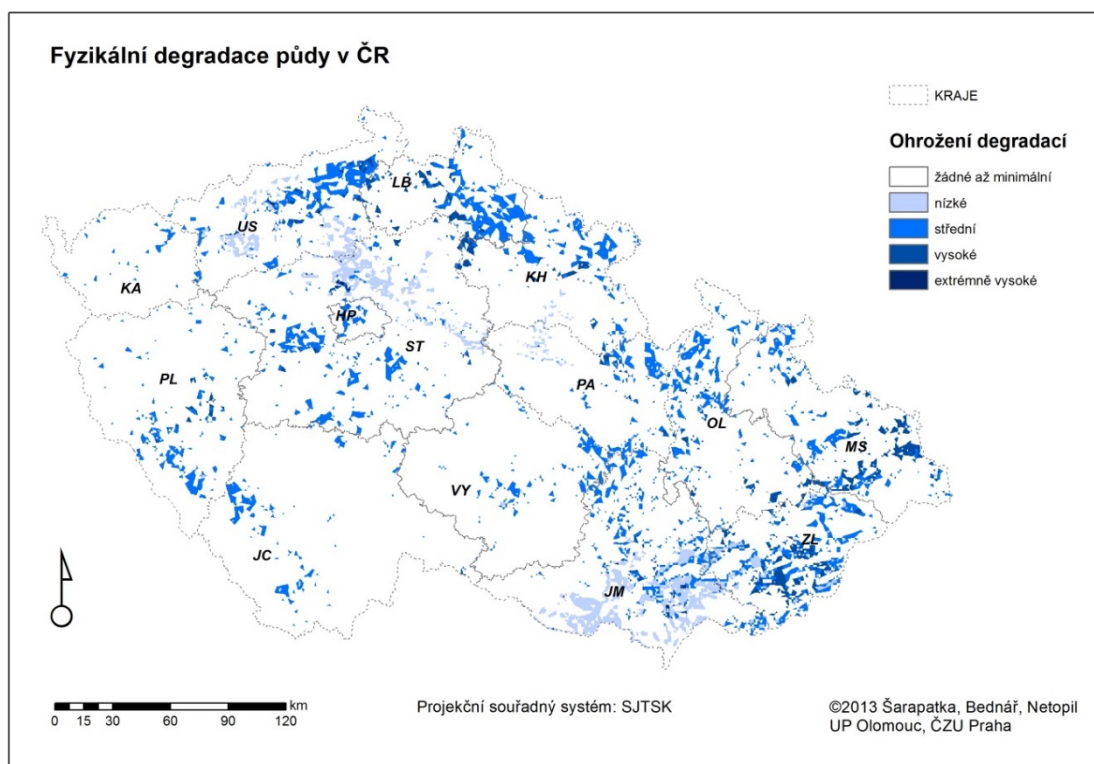 Fyzikální degradace půdy v ČR
KRAJE
Ohrožení degradací
žádné až minimální
nízké
střední
vysoké
extrémně vysoké
LB
US
KH
KA
HP
ST
PL
PA
OL
MS
VY
ZL
JC
JM
km
0 15 30 60 90 120
Projekční souřadný systém: SJTSK
©2013 Šarapatka, Bednář, Netopil
UP Olomouc, ČZU Praha